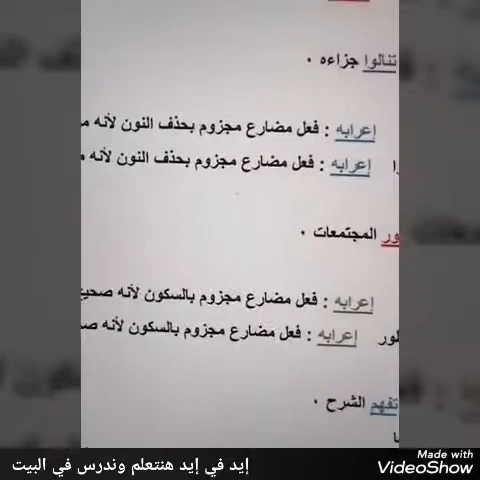 تنالوا جزاءه .
إعرابه : فعل مضارع مجزوم بحذف النون لأنه
إعرابه : فعل مضارع مجزوم بحذف النون لأنه
المجتمعات .
إعرابه : فعل مضارع مجزوم بالسكون لأنه صحيح
إعرابه : فعل مضارع مجزوم بالسكون لأنه
تفهم الشرح .
إيد في إيد هنتعلم وندرس في البيت
Made with
VideoShow